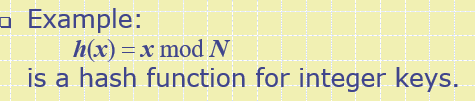 Example:
h(x) = x mod N
is a hash function for integer keys.